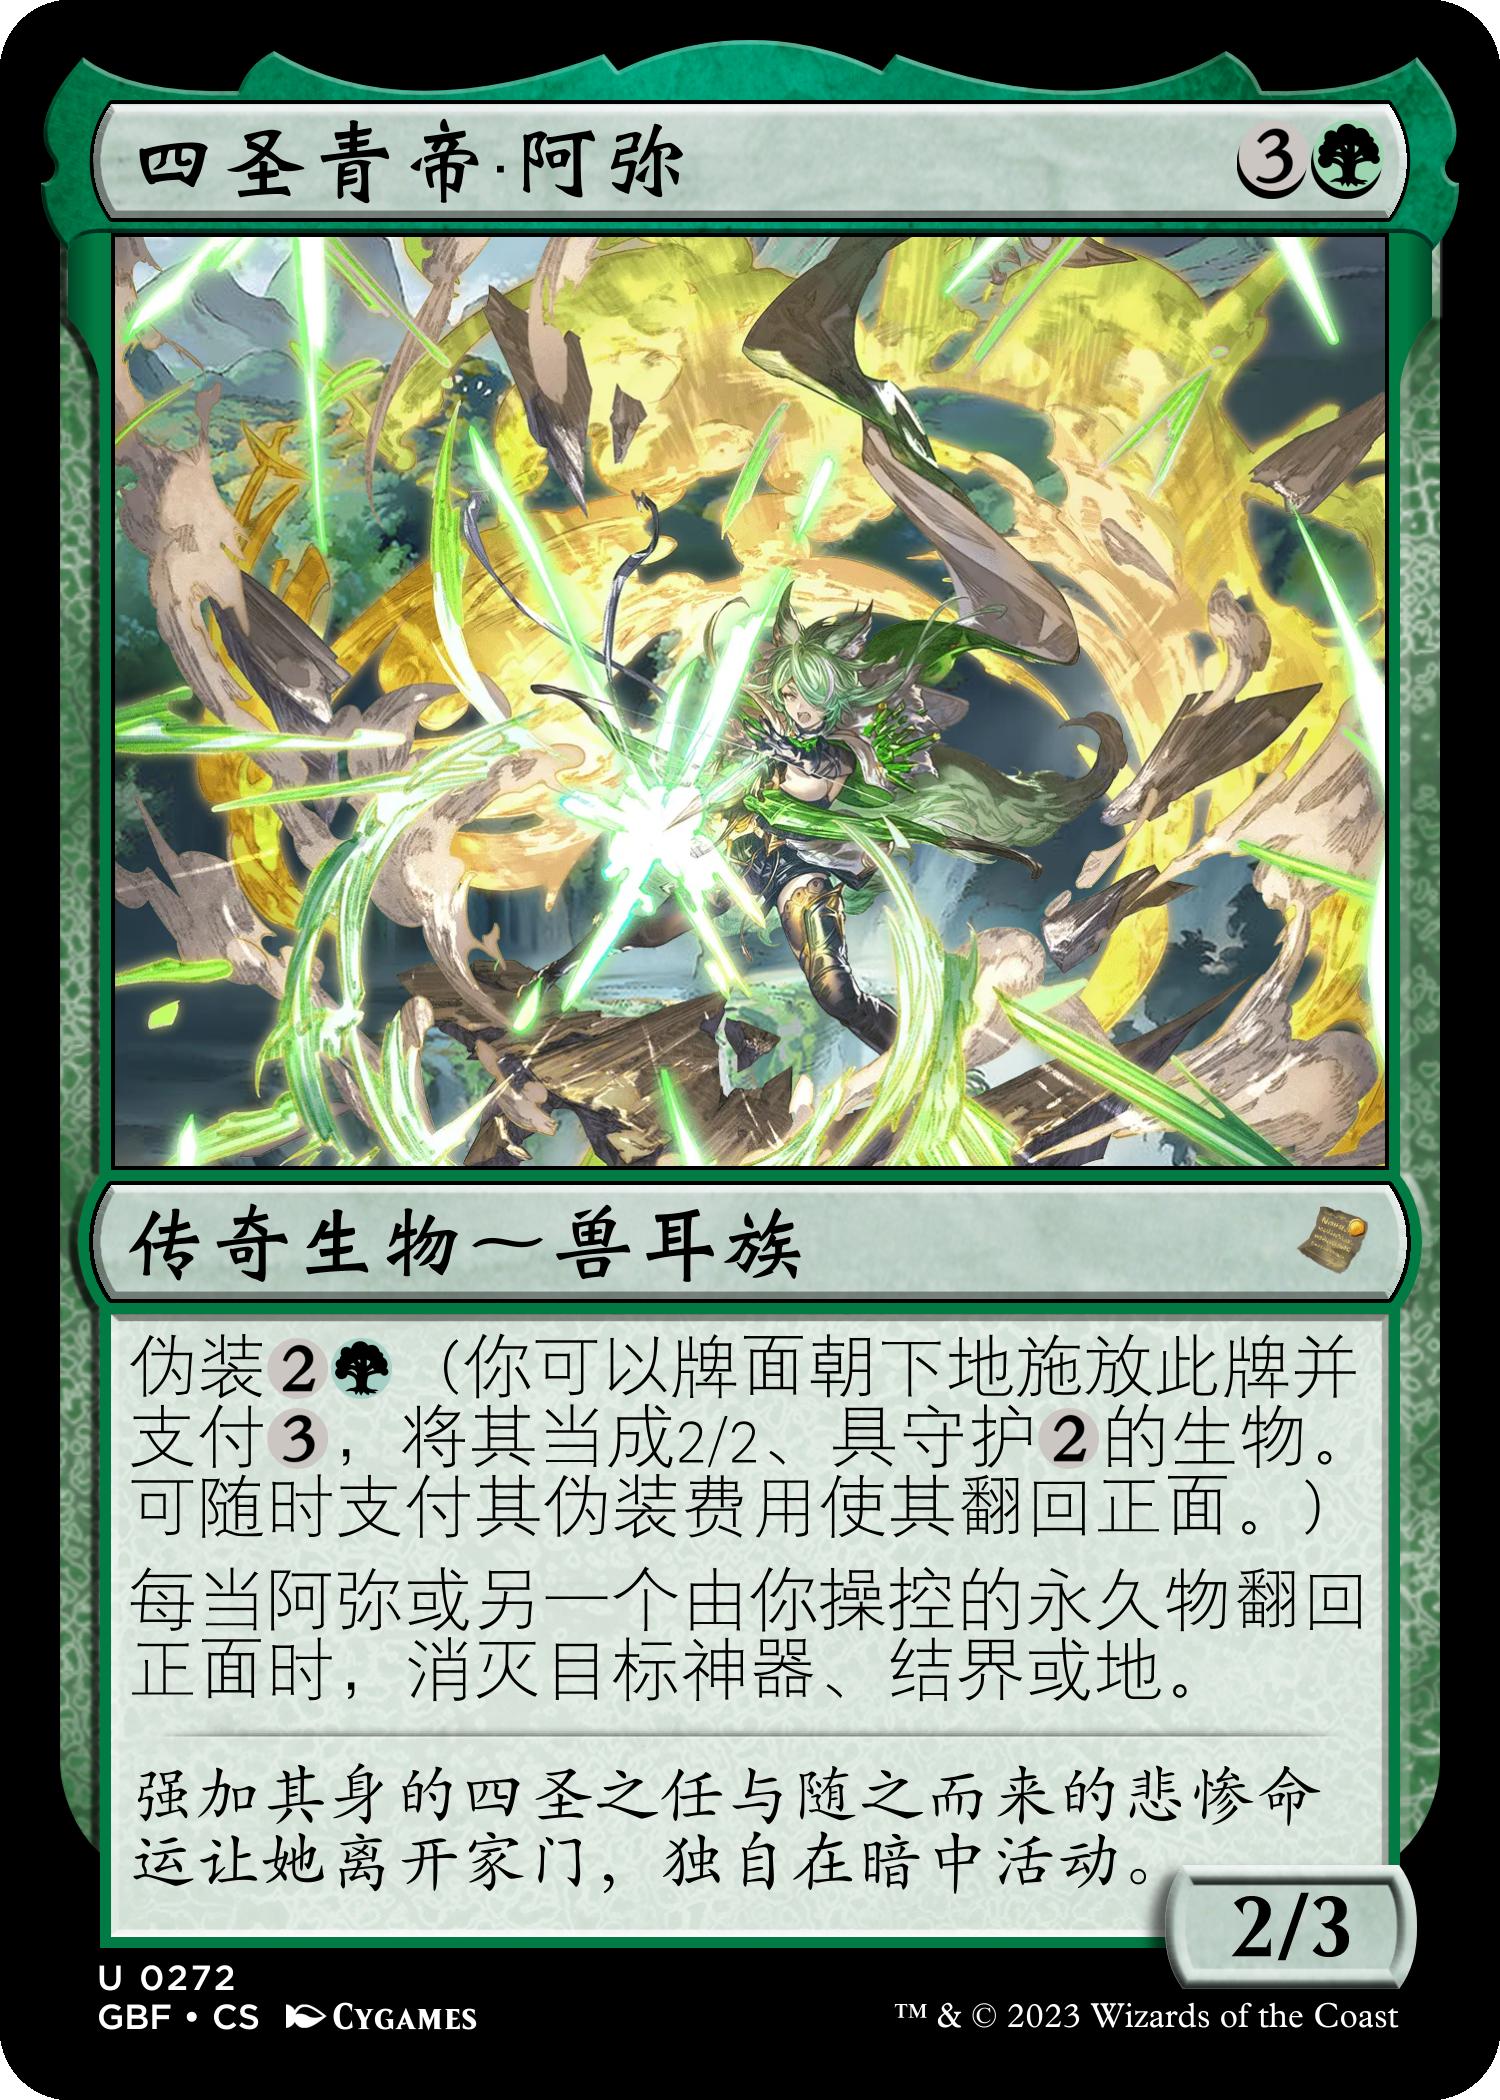 四圣青帝·阿弥 3
传奇生物～兽耳族
伪装2（你可以牌面朝下地施放此牌并
支付3，将其当成2/2、具守护2的生物。
可随时支付其伪装费用使其翻回正面。）
每当阿弥或另一个由你操控的永久物翻回
正面时，消灭目标神器、结界或地。
强加其身的四圣之任与随之而来的悲惨命
运让她离开家门，独自在暗中活动。
2/3
U 0272
GBF • CS CYGAMES
™ & © 2023 Wizards of the Coast